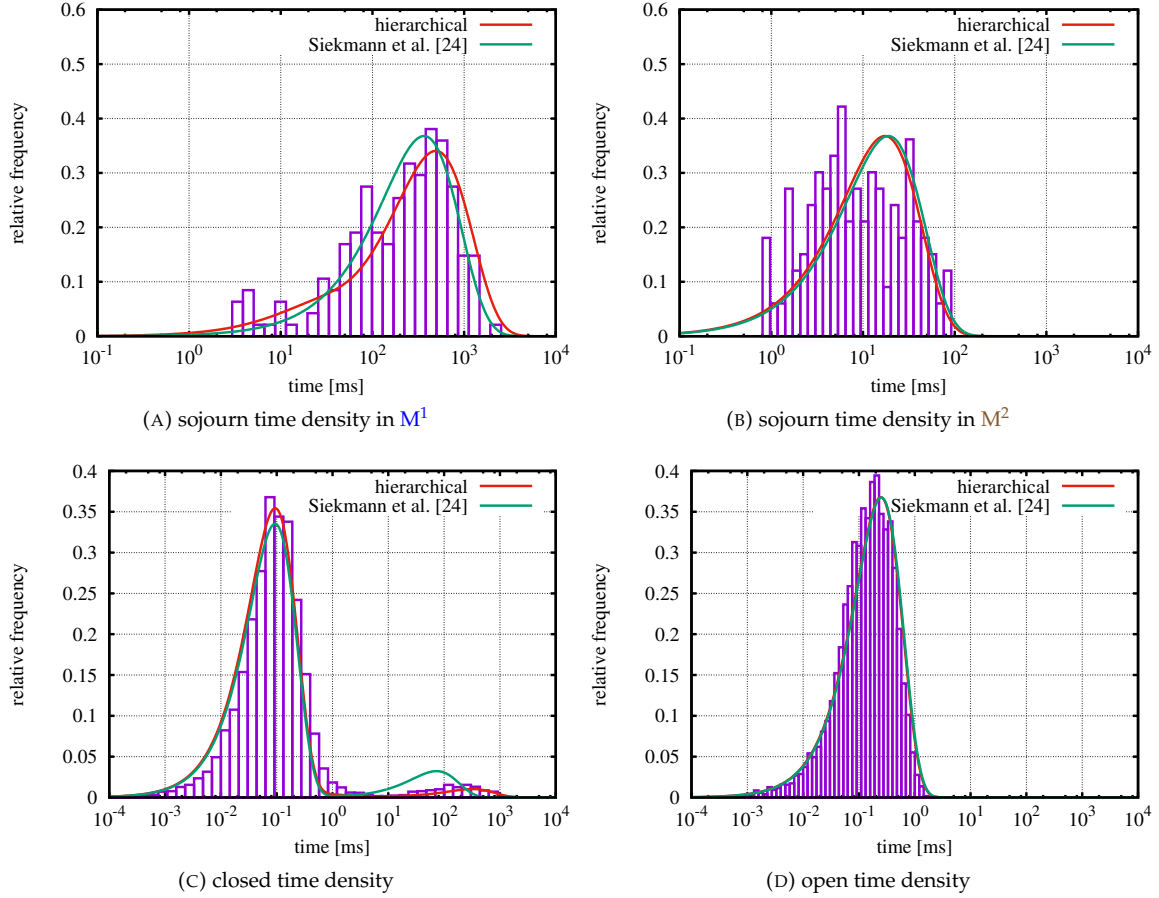 0.6
0.5
0.4
0.3
0.2
0.1
0
relative frequency
hierarchical
Siekmann et al. [24]
10^-1 10^0 10^1 10^2 10^3 10^4
time [ms]
(A) sojourn time density in M^1
0.6
0.5
0.4
0.3
0.2
0.1
0
relative frequency
hierarchical
Siekmann et al. [24]
10^-1 10^0 10^1 10^2 10^3 10^4
time [ms]
(B) sojourn time density in M^2
0.4
0.35
0.3
0.25
0.2
0.15
0.1
0.05
0
relative frequency
hierarchical
Siekmann et al. [24]
10^-4 10^-3 10^-2 10^-1 10^0 10^1 10^2 10^3 10^4
time [ms]
(C) closed time density
0.4
0.35
0.3
0.25
0.2
0.15
0.1
0.05
0
relative frequency
hierarchical
Siekmann et al. [24]
10^-4 10^-3 10^-2 10^-1 10^0 10^1 10^2 10^3 10^4
time [ms]
(D) open time density